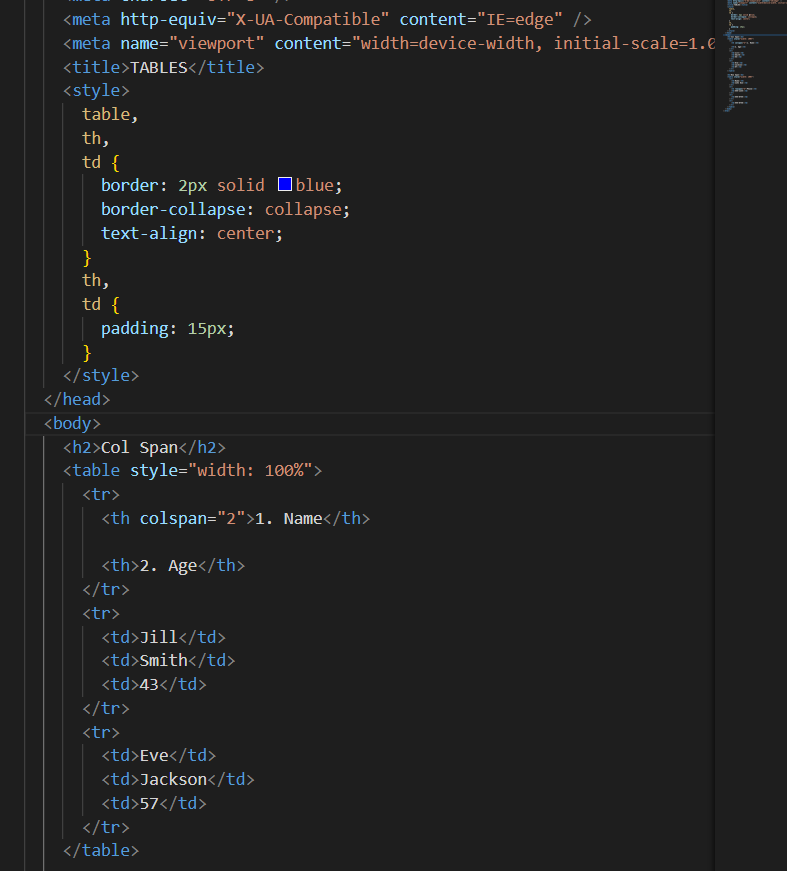 <meta http-equiv="X-UA-Compatible" content="IE=edge" />
<meta name="viewport" content="width=device-width, initial-scale=1.0
<title>TABLES</title>
<style>
table,
th,
td {
border: 2px solid blue;
border-collapse: collapse;
text-align: center;
}
th,
td {
padding: 15px;
}
</style>
</head>
<body>
<h2>Col Span</h2>
<table style="width: 100%">
<tr>
<th colspan="2">1. Name</th>
<th>2. Age</th>
</tr>
<tr>
<td>Jill</td>
<td>Smith</td>
<td>43</td>
</tr>
<tr>
<td>Eve</td>
<td>Jackson</td>
<td>57</td>
</tr>
</table>